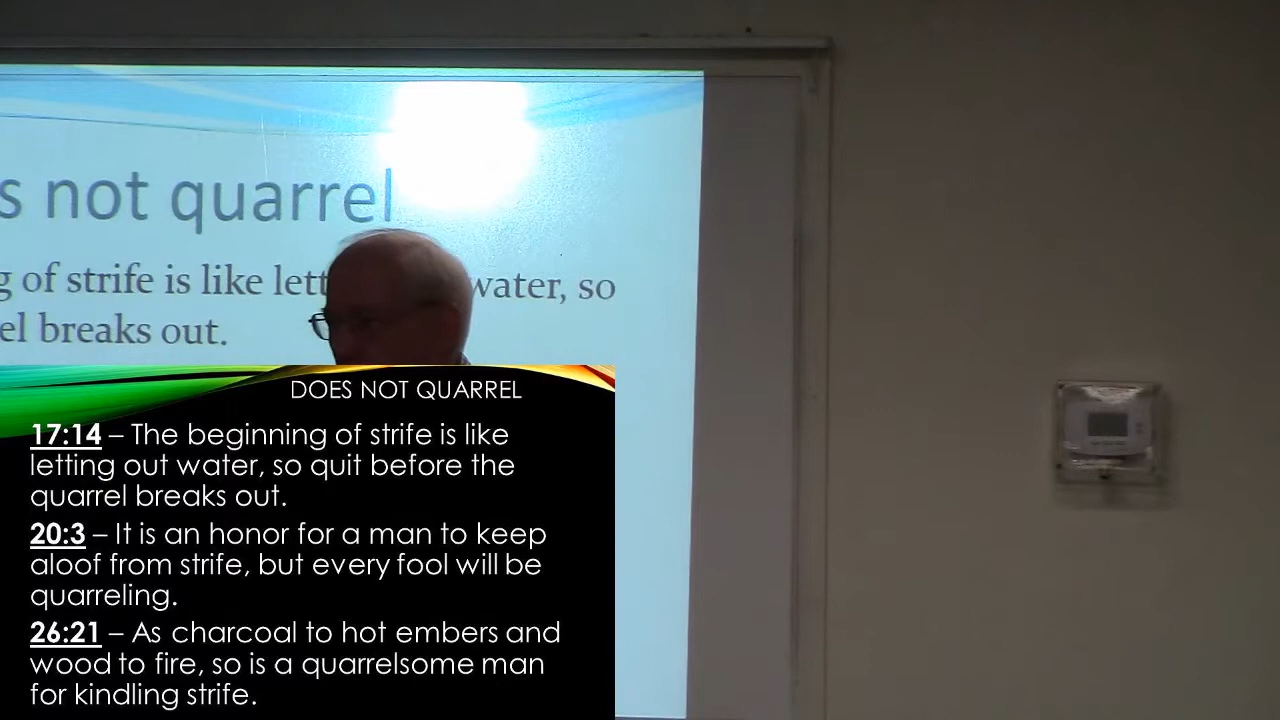 s not quarrel
g of strife is like lett water, so
el breaks out.
DOES NOT QUARREL
17:14 – The beginning of strife is like
letting out water, so quit before the
quarrel breaks out.
20:3 – It is an honor for a man to keep
aloof from strife, but every fool will be
quarreling.
26:21 – As charcoal to hot embers and
wood to fire, so is a quarrelsome man
for kindling strife.